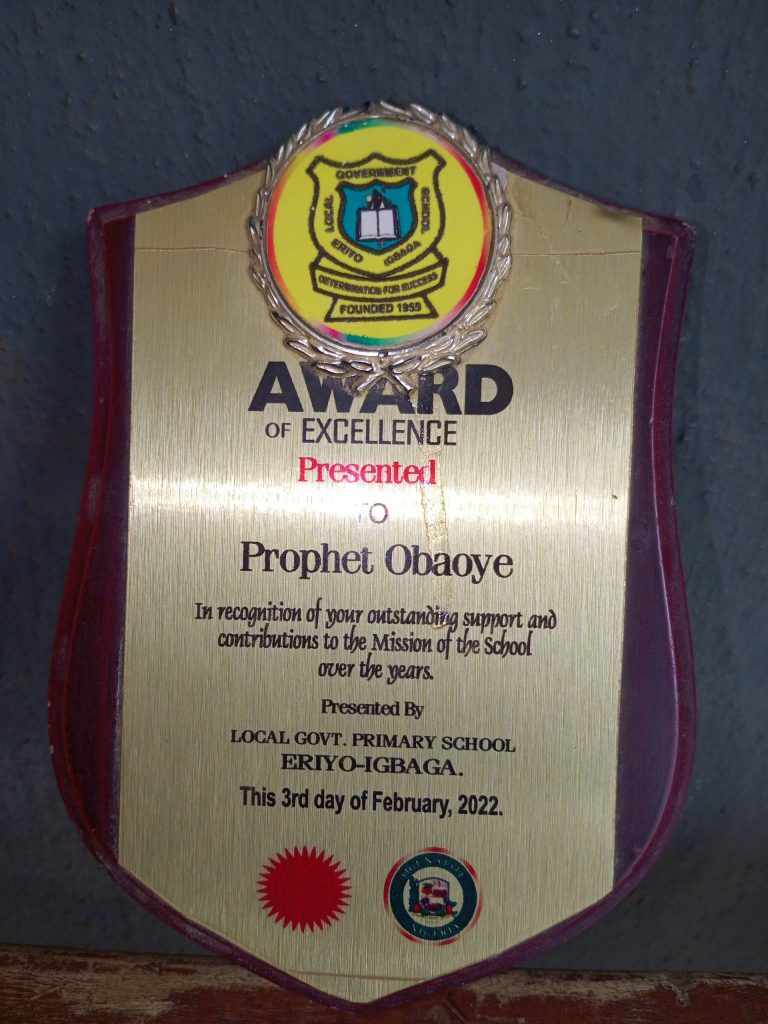 GOVERNMENT
LOCAL
SCHOOL
ERIYO IGBAGA
DETERMINATION FOR SUCCESS
FOUNDED 1959
AWARD
OF EXCELLENCE
Presented
TO
Prophet Obaoye
In recognition of your outstanding support and
contributions to the Mission of the School
over the years.
Presented By
LOCAL GOVT. PRIMARY SCHOOL
ERIYO-IGBAGA.
This 3rd day of February, 2022.
NIGERIA